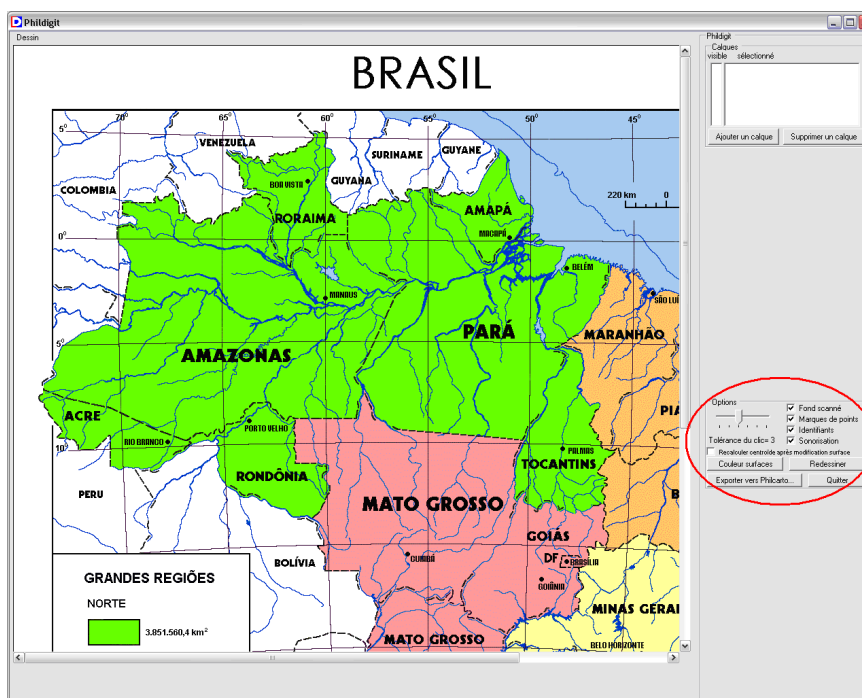 Phildigit
Dessin
BRASIL
70° 65° 60° 55° 50° 45°
5°
VENEZUELA
SURINAME
GUYANE
GUYANA
COLOMBIA
BOA VISTA
RORAIMA
AMAPÁ
MACAPÁ
220 km 0
0°
BELÉM
MANAUS
SÃO LUÍ
PARÁ
MARANHÃO
5°
AMAZONAS
ACRE
PIÁ
PORTO VELHO
RIO BRANCO
10°
PALMAS
TOCANTINS
RONDÔNIA
PERU
MATO GROSSO
B
GOIÁS
BOLÍVIA
CUIABÁ
DF
BRASÍLIA
GOIÂNIA
MINAS GERAI
MATO GROSSO
BELO HORIZONTE
GRANDES REGIÕES
NORTE
3.851.560,4 km²
Phildigit
Calques
visible sélectionné
Ajouter un calque Supprimer un calque
Options
Fond scanné
Marques de points
Identifiants
Tolérance du clic= 3 Sonorisation
Recalculer centroïde après modification surface
Couleur surfaces Redessiner
Exporter vers Philcarto... Quitter